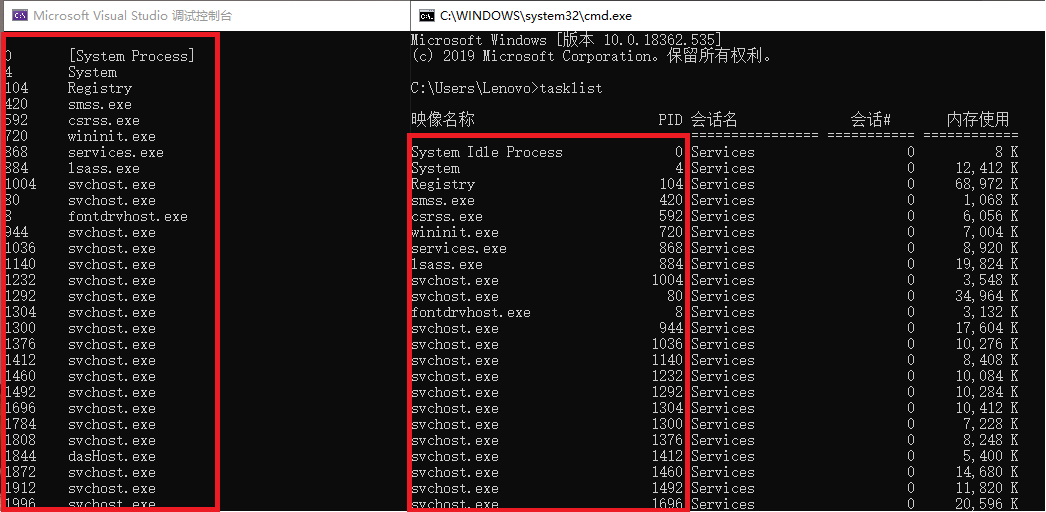 Microsoft Visual Studio 调试控制台
0 [System Process]
4 System
104 Registry
420 smss.exe
592 csrss.exe
720 wininit.exe
868 services.exe
884 lsass.exe
1004 svchost.exe
80 svchost.exe
8 fontdrvhost.exe
944 svchost.exe
1036 svchost.exe
1140 svchost.exe
1232 svchost.exe
1292 svchost.exe
1304 svchost.exe
1300 svchost.exe
1376 svchost.exe
1412 svchost.exe
1460 svchost.exe
1492 svchost.exe
1696 svchost.exe
1784 svchost.exe
1808 svchost.exe
1844 dasHost.exe
1872 svchost.exe
1912 svchost.exe
1996 svchost.exe
C:\WINDOWS\system32\cmd.exe
Microsoft Windows [版本 10.0.18362.535]
(c) 2019 Microsoft Corporation。保留所有权利。
C:\Users\Lenovo>tasklist
映像名称 PID 会话名 会话# 内存使用
================ =========== ============
System Idle Process 0 Services 0 8 K
System 4 Services 0 12,412 K
Registry 104 Services 0 68,972 K
smss.exe 420 Services 0 1,068 K
csrss.exe 592 Services 0 6,056 K
wininit.exe 720 Services 0 7,004 K
services.exe 868 Services 0 8,920 K
lsass.exe 884 Services 0 19,824 K
svchost.exe 1004 Services 0 3,548 K
svchost.exe 80 Services 0 34,964 K
fontdrvhost.exe 8 Services 0 3,132 K
svchost.exe 944 Services 0 17,604 K
svchost.exe 1036 Services 0 10,276 K
svchost.exe 1140 Services 0 8,408 K
svchost.exe 1232 Services 0 10,084 K
svchost.exe 1292 Services 0 10,284 K
svchost.exe 1304 Services 0 10,412 K
svchost.exe 1300 Services 0 7,228 K
svchost.exe 1376 Services 0 8,248 K
svchost.exe 1412 Services 0 5,400 K
svchost.exe 1460 Services 0 14,680 K
svchost.exe 1492 Services 0 11,820 K
svchost.exe 1696 Services 0 20,596 K